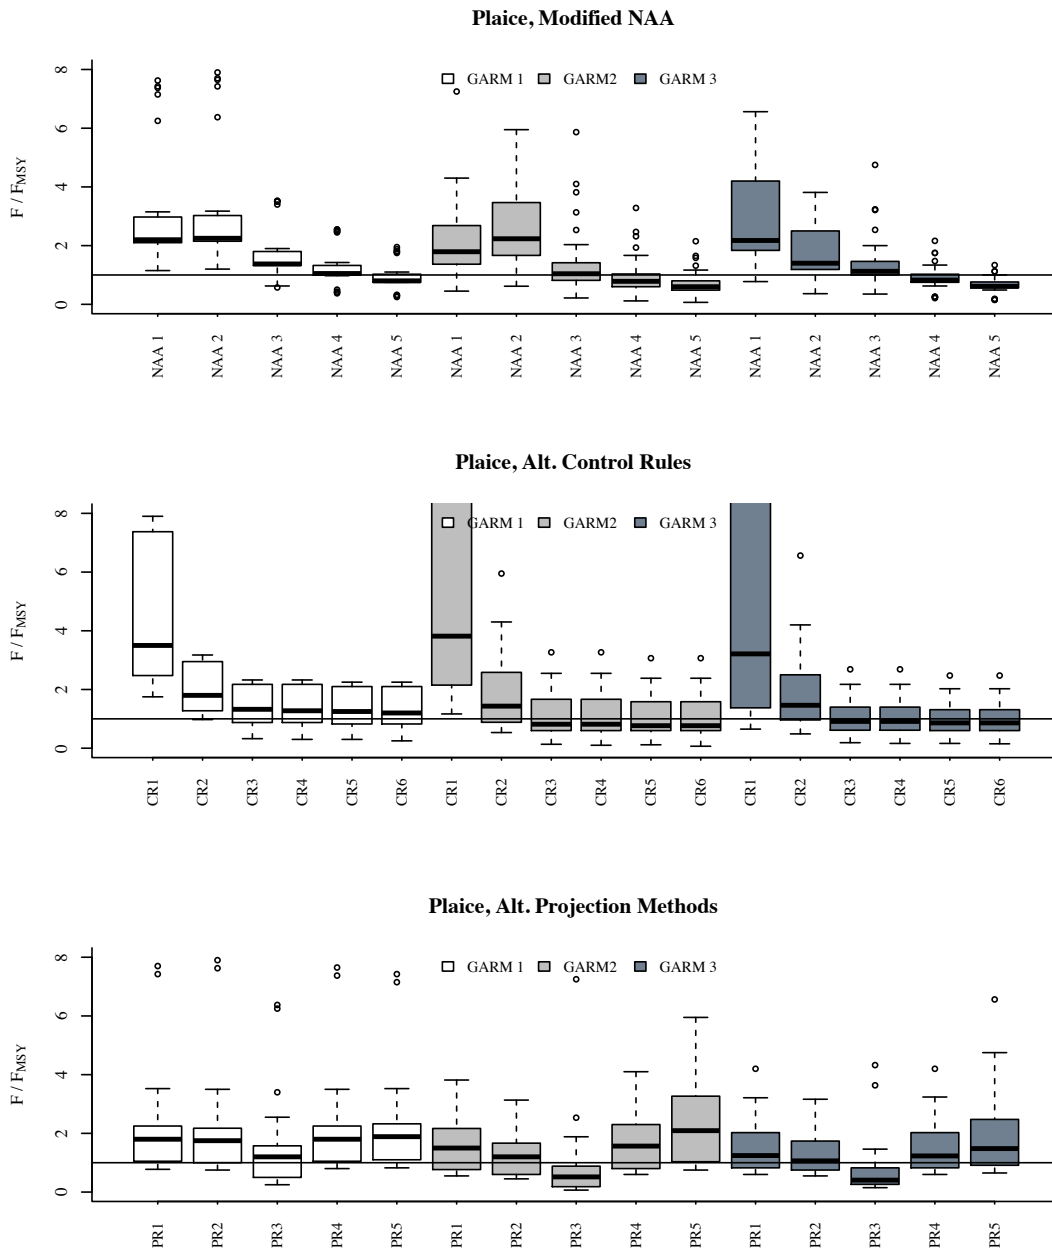 Plaice, Modified NAA
GARM 1 GARM2 GARM 3
F / FMSY
0 2 4 6 8
NAA 1 NAA 2 NAA 3 NAA 4 NAA 5 NAA 1 NAA 2 NAA 3 NAA 4 NAA 5 NAA 1 NAA 2 NAA 3 NAA 4 NAA 5
Plaice, Alt. Control Rules
GARM 1 GARM2 GARM 3
F / FMSY
0 2 4 6 8
CR1 CR2 CR3 CR4 CR5 CR6 CR1 CR2 CR3 CR4 CR5 CR6 CR1 CR2 CR3 CR4 CR5 CR6
Plaice, Alt. Projection Methods
GARM 1 GARM2 GARM 3
F / FMSY
0 2 4 6 8
PR1 PR2 PR3 PR4 PR5 PR1 PR2 PR3 PR4 PR5 PR1 PR2 PR3 PR4 PR5